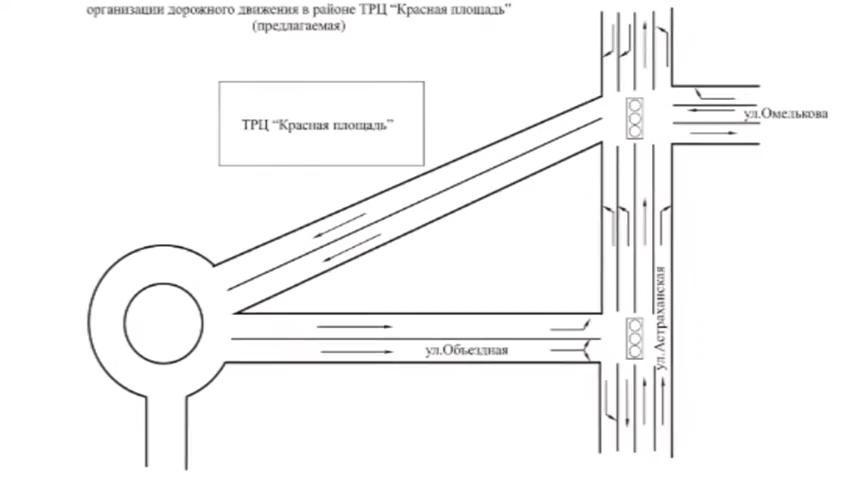 организации дорожного движения в районе ТРЦ “Красная площадь”
(предлагаемая)
ТРЦ “Красная площадь”
ул.Омелькова
ул.Астраханская
ул.Объездная